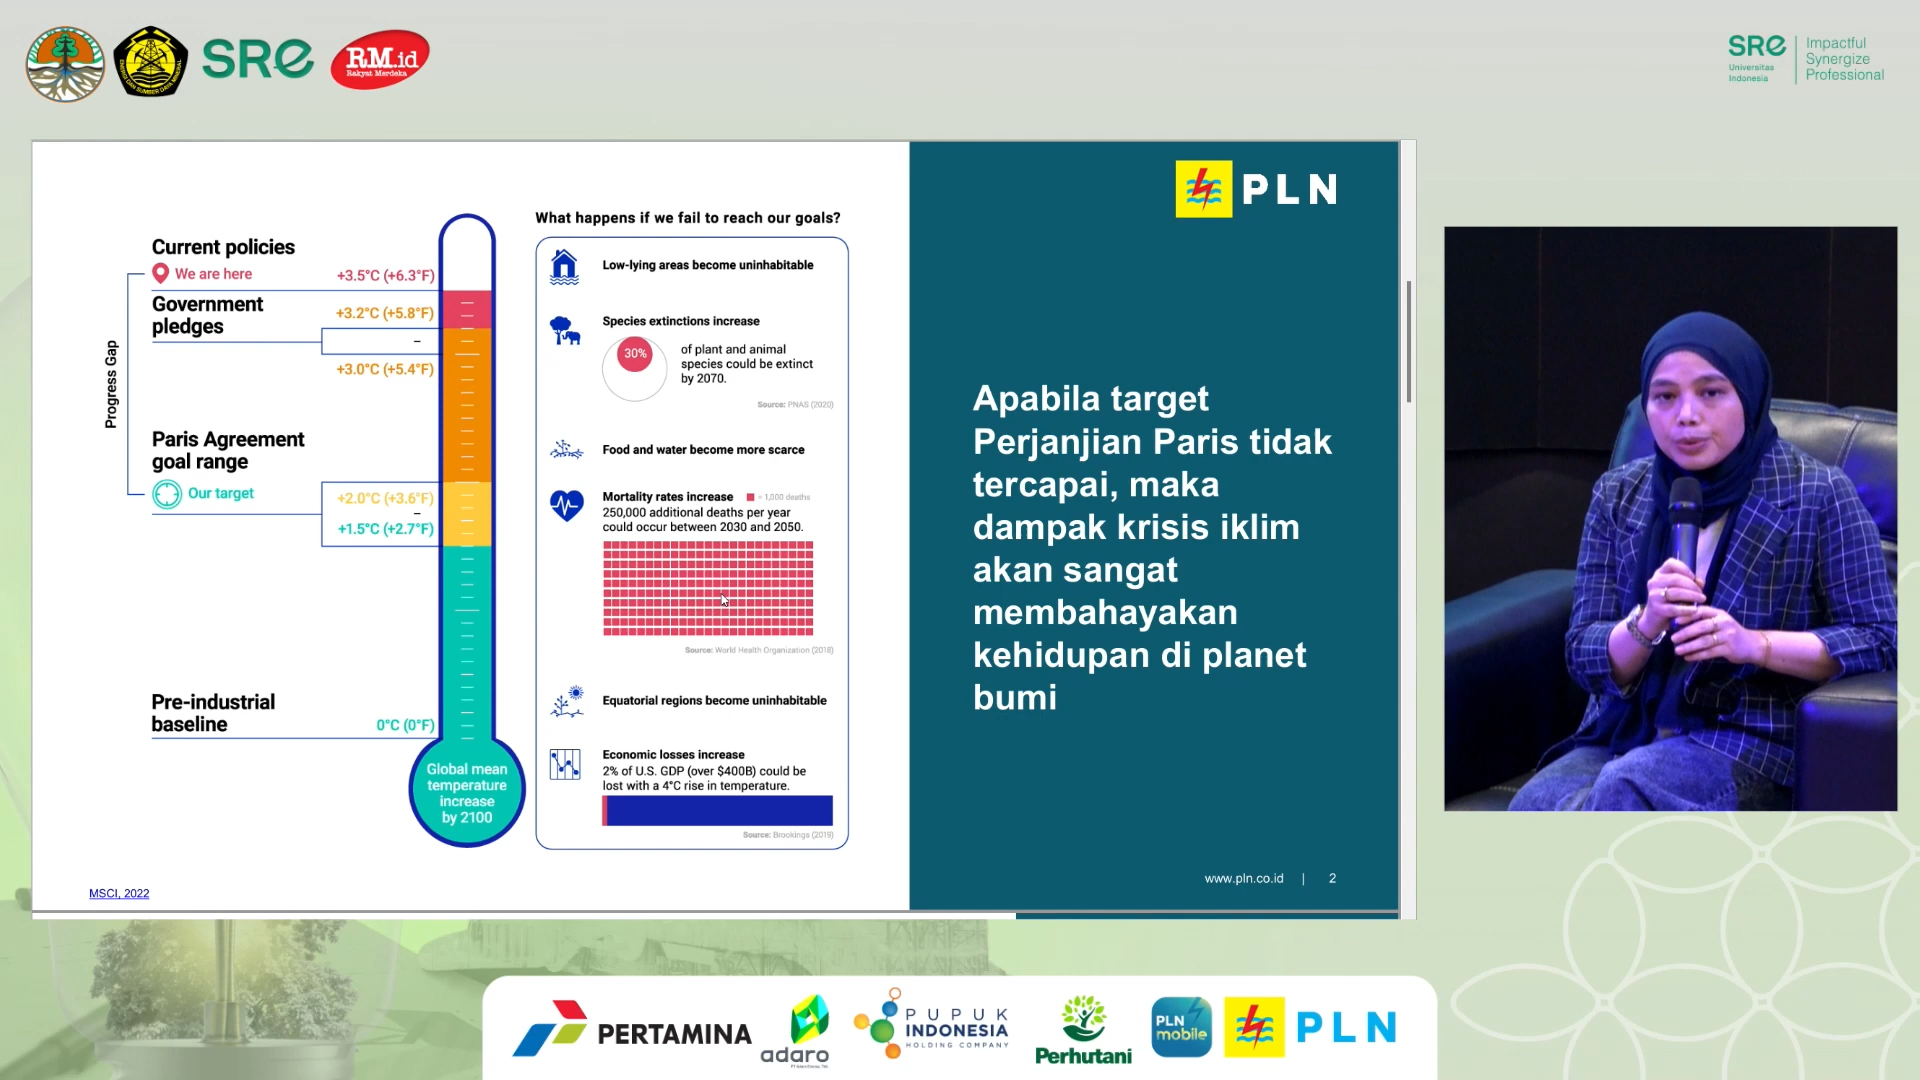 SRE
RM.id
Rakyat Merdeka
SRE
Universitas
Indonesia
Impactful
Synergize
Professional
PLN
What happens if we fail to reach our goals?
Current policies
We are here
+3.5°C (+6.3°F)
Government
pledges
+3.2°C (+5.8°F)
–
+3.0°C (+5.4°F)
Progress Gap
Paris Agreement
goal range
Our target
+2.0°C (+3.6°F)
–
+1.5°C (+2.7°F)
Pre-industrial
baseline
0°C (0°F)
Global mean
temperature
increase
by 2100
MSCI, 2022
Low-lying areas become uninhabitable
Species extinctions increase
30%
of plant and animal
species could be extinct
by 2070.
Source: PNAS (2020)
Food and water become more scarce
Mortality rates increase = 1,000 deaths
250,000 additional deaths per year
could occur between 2030 and 2050.
Source: World Health Organization (2018)
Equatorial regions become uninhabitable
Economic losses increase
2% of U.S. GDP (over $400B) could be
lost with a 4°C rise in temperature.
Source: Brookings (2019)
Apabila target
Perjanjian Paris tidak
tercapai, maka
dampak krisis iklim
akan sangat
membahayakan
kehidupan di planet
bumi
www.pln.co.id | 2
PERTAMINA
adaro
PUPUK
INDONESIA
HOLDING COMPANY
Perhutani
PLN
mobile
PLN